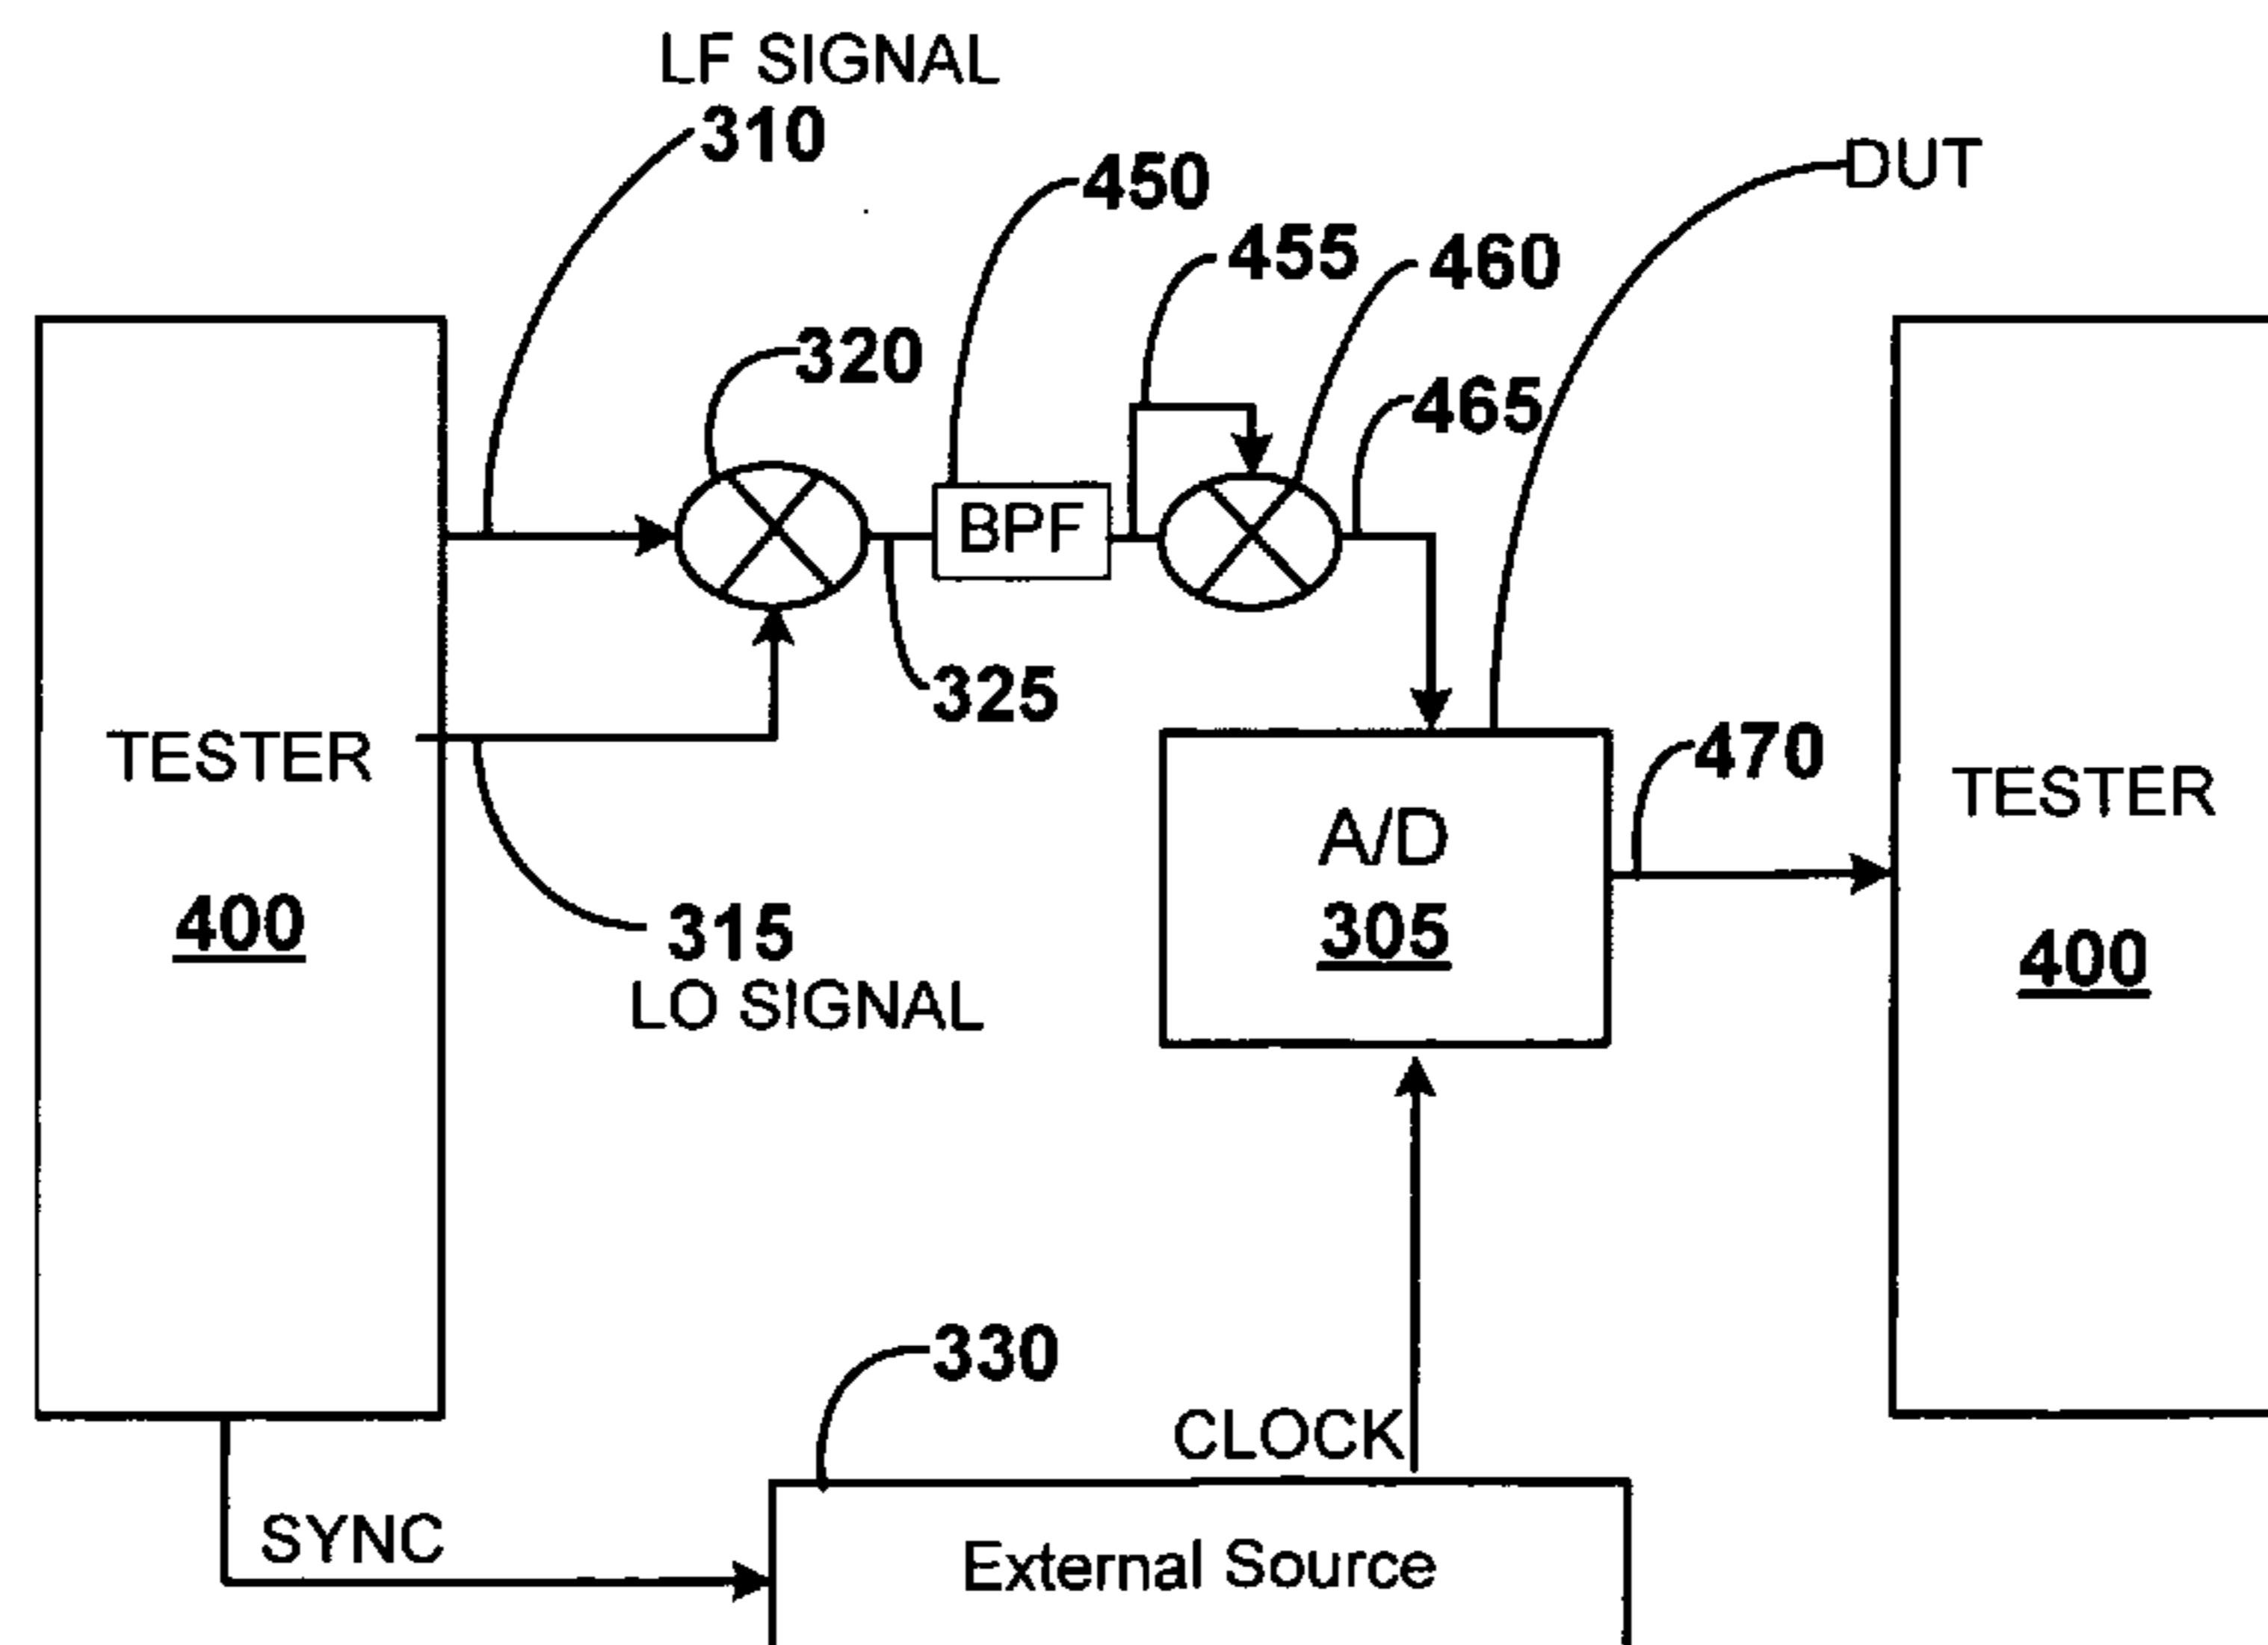 LF SIGNAL
310
DUT
450
455
460
320
465
BPF
325
TESTER
400
315
LO SIGNAL
A/D
305
470
TESTER
400
330
CLOCK
SYNC
External Source